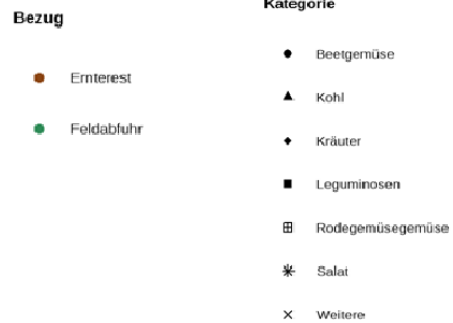 Bezug
Ernterest
Feldabfuhr
Kategorie
Beetgemüse
Kohl
Kräuter
Leguminosen
Rodegemüsegemüse
Salat
Weitere